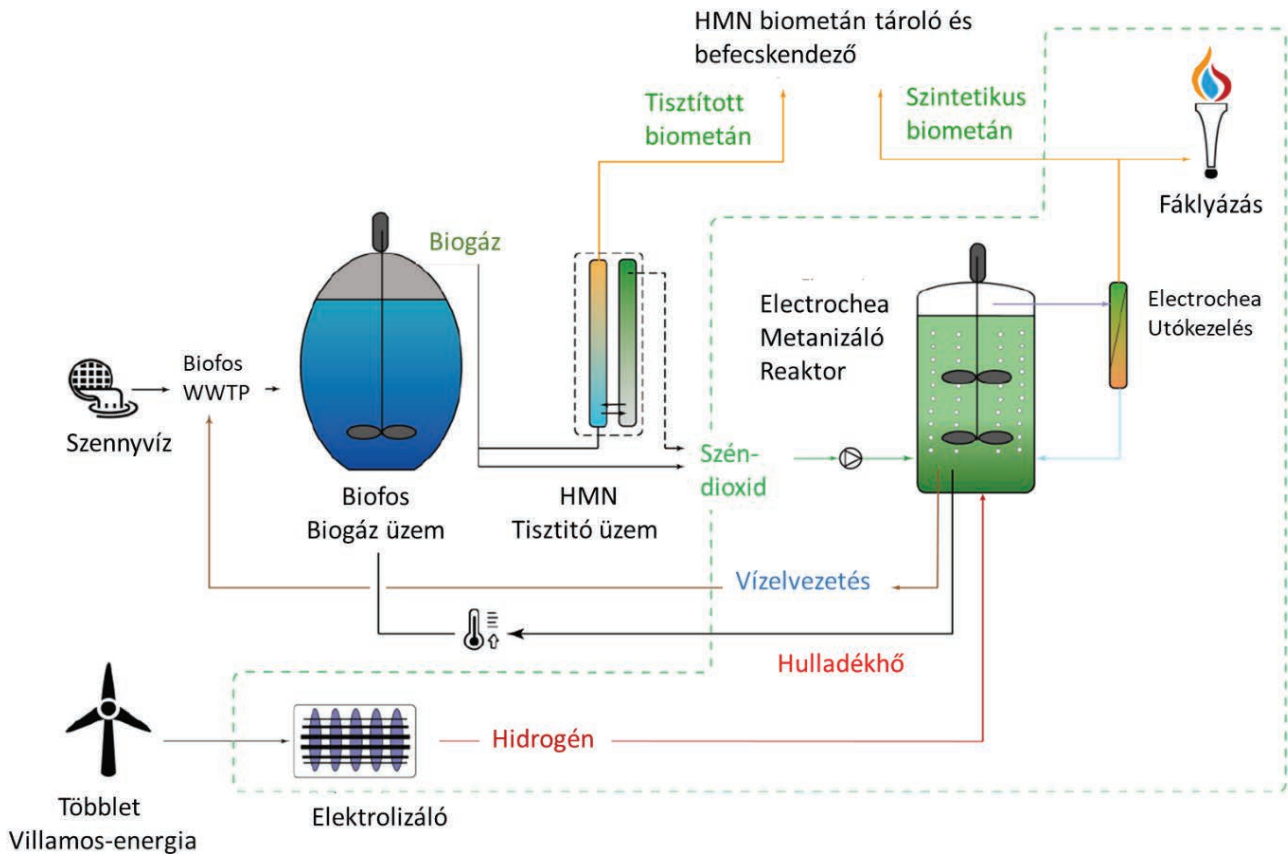 HMN biometán tároló és
befecskendező
Tisztított
biometán
Szintetikus
biometán
Fáklyázás
Biogáz
Electrochea
Metanizáló
Reaktor
Electrochea
Utókezelés
Biofos
WWTP
Szennyvíz
Szén-
dioxid
Biofos
Biogáz üzem
HMN
Tisztitó üzem
Vízelvezetés
Hulladékhő
Hidrogén
Elektrolizáló
Többlet
Villamos-energia